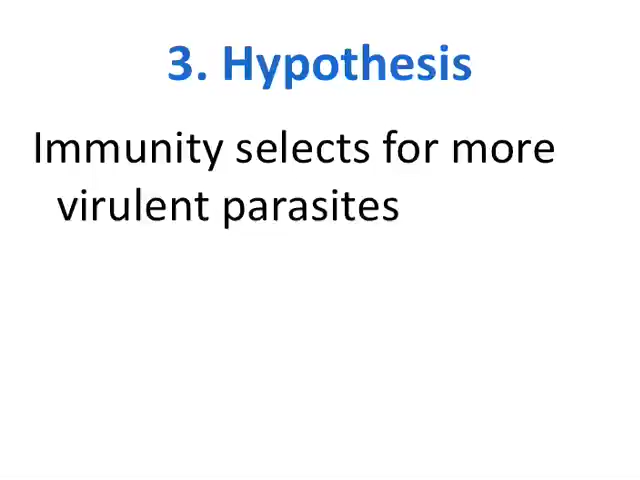 3. Hypothesis
Immunity selects for more
virulent parasites